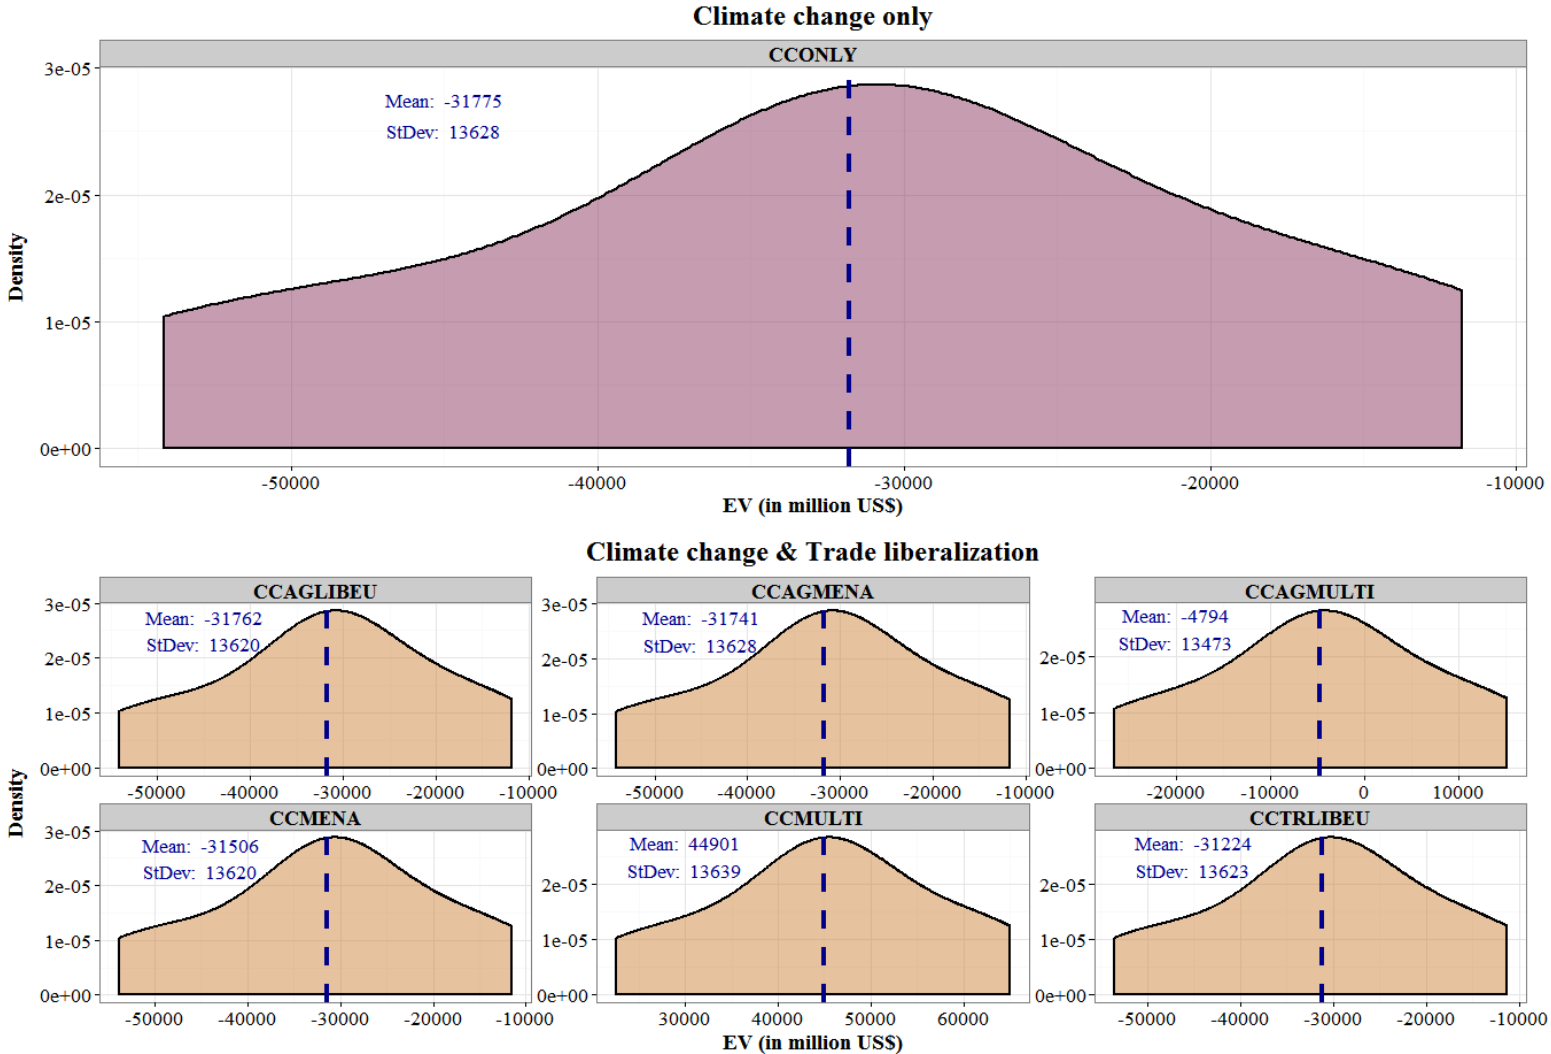 Climate change only
CCONLY
3e-05
2e-05
1e-05
0e+00
Density
Mean: -31775
StDev: 13628
-50000 -40000 -30000 -20000 -10000
EV (in million US$)
Climate change & Trade liberalization
CCAGLIBEU CCAGMENA CCAGMULTI
3e-05
2e-05
1e-05
0e+00
Mean: -31762
StDev: 13620
-50000 -40000 -30000 -20000 -10000
3e-05
2e-05
1e-05
0e+00
Mean: -31741
StDev: 13628
-50000 -40000 -30000 -20000 -10000
2e-05
1e-05
0e+00
Mean: -4794
StDev: 13473
-20000 -10000 0 10000
Density
CCMENA CCMULTI CCTRLIBEU
3e-05
2e-05
1e-05
0e+00
Mean: -31506
StDev: 13620
-50000 -40000 -30000 -20000 -10000
2e-05
1e-05
0e+00
Mean: 44901
StDev: 13639
30000 40000 50000 60000
2e-05
1e-05
0e+00
Mean: -31224
StDev: 13623
-50000 -40000 -30000 -20000 -10000
EV (in million US$)